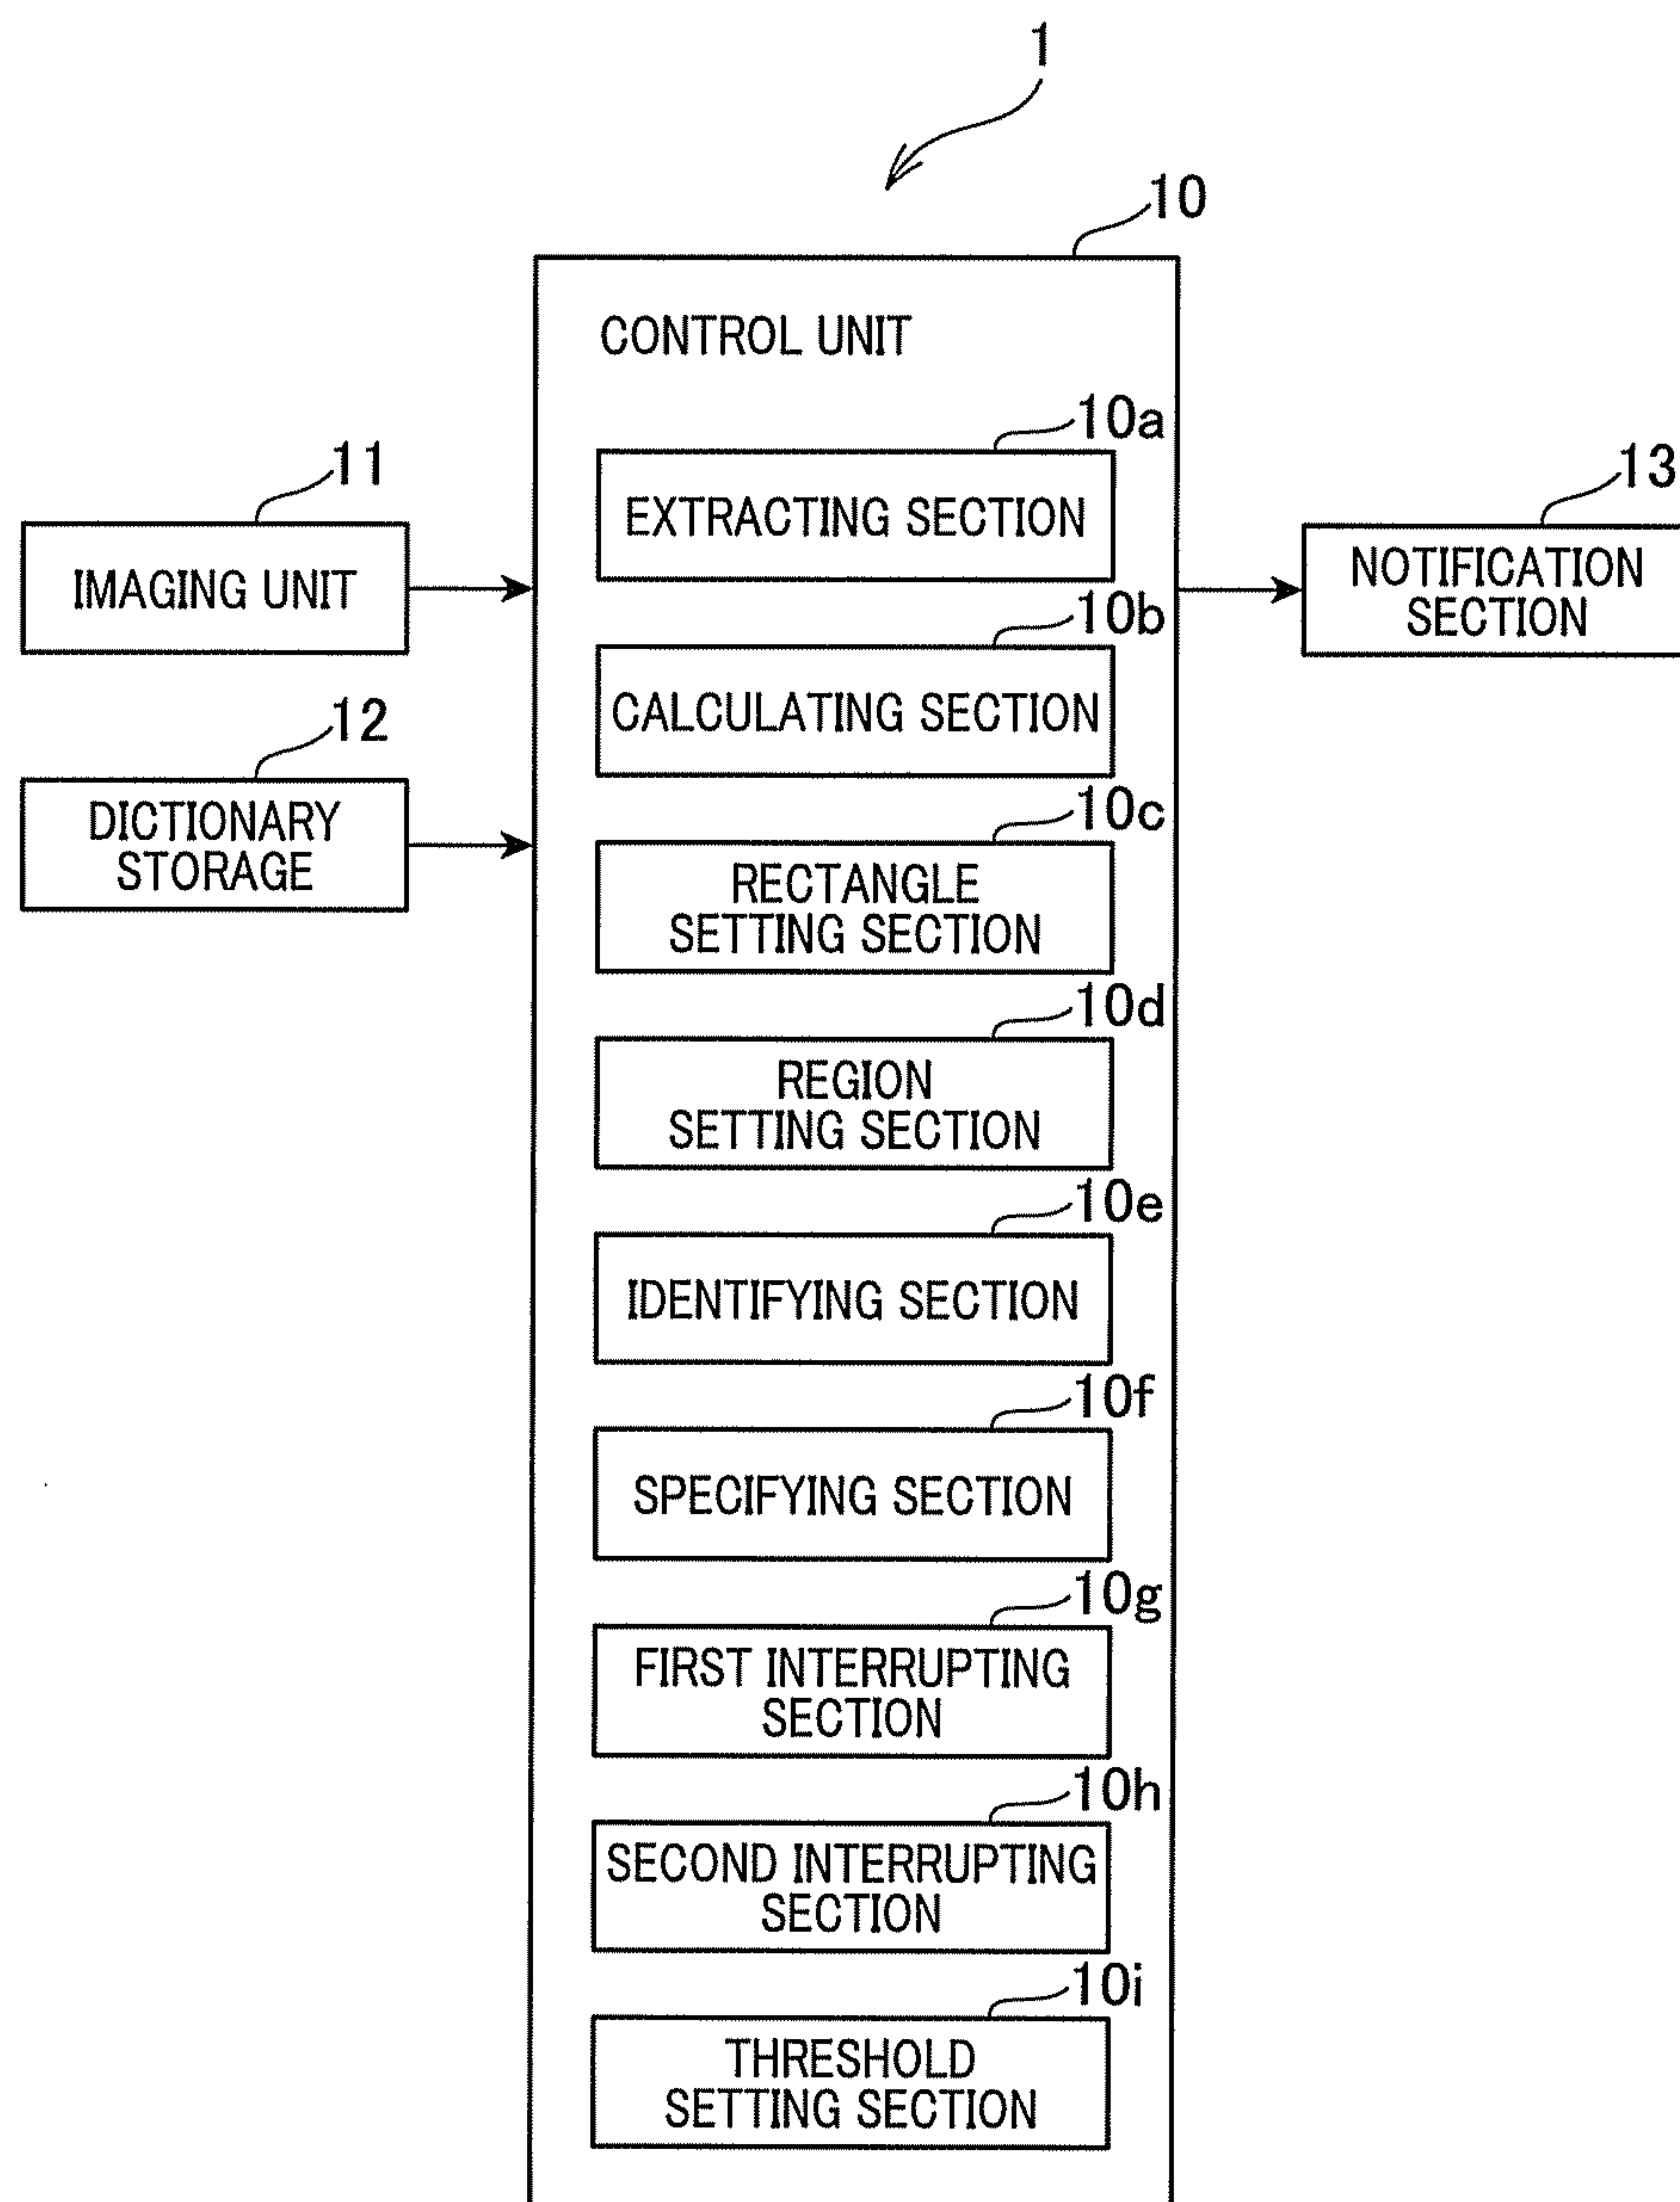 1
10
CONTROL UNIT
10a
EXTRACTING SECTION
10b
CALCULATING SECTION
10c
RECTANGLE
SETTING SECTION
10d
REGION
SETTING SECTION
10e
IDENTIFYING SECTION
10f
SPECIFYING SECTION
10g
FIRST INTERRUPTING
SECTION
10h
SECOND INTERRUPTING
SECTION
10i
THRESHOLD
SETTING SECTION
11
IMAGING UNIT
12
DICTIONARY
STORAGE
13
NOTIFICATION
SECTION